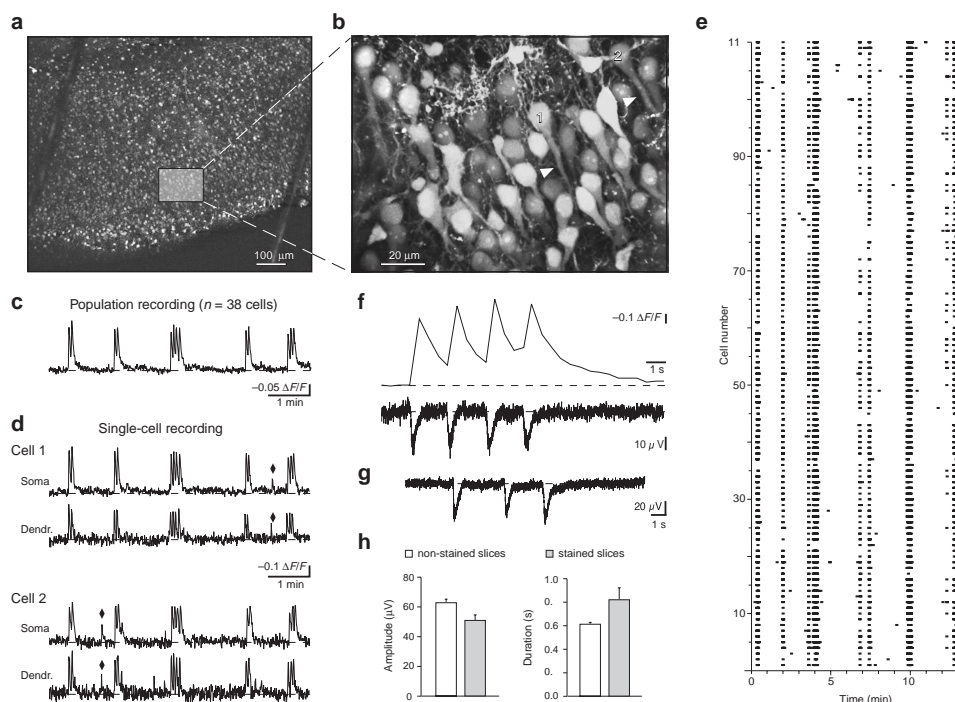 a
b
e
100 µm
20 µm
1
2
c
Population recording (n = 38 cells)
–0.05 ΔF/F
1 min
d
Single-cell recording
Cell 1
Soma
Dendr.
–0.1 ΔF/F
1 min
Cell 2
Soma
Dendr.
f
–0.1 ΔF/F
1 s
10 µV
g
20 µV
1 s
h
non-stained slices
stained slices
Amplitude (µV)
80
60
40
20
0
Duration (s)
1.0
0.
0.
0.4
0.2
0.0
Cell number
11
90
70
50
30
10
0
5
10
Time (min)